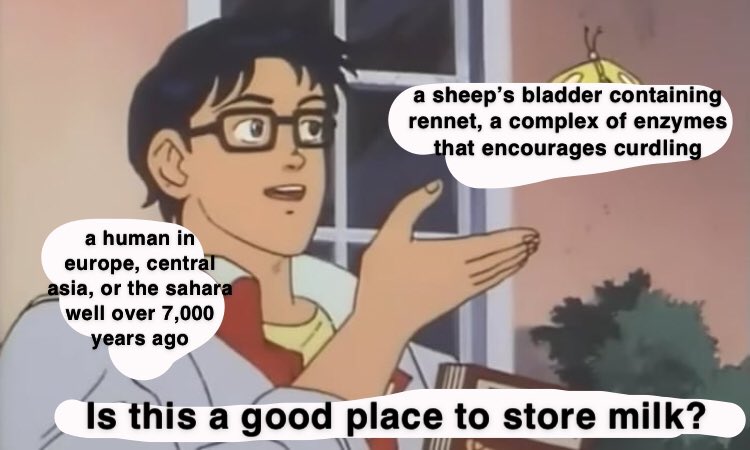 a sheep's bladder containing
rennet, a complex of enzymes
that encourages curdling
a human in
europe, central
asia, or the sahara
well over 7,000
years ago
Is this a good place to store milk?